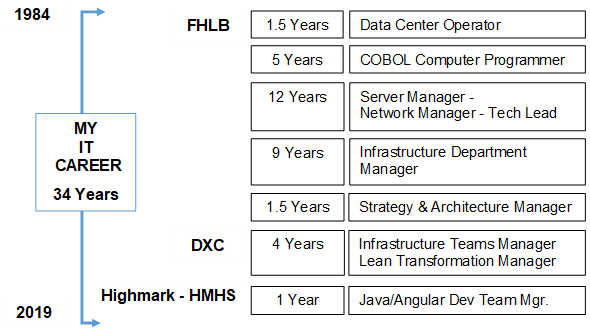 1984
FHLB
1.5 Years
Data Center Operator
5 Years
COBOL Computer Programmer
12 Years
Server Manager -
Network Manager - Tech Lead
MY
IT
CAREER
34 Years
9 Years
Infrastructure Department
Manager
1.5 Years
Strategy & Architecture Manager
DXC
4 Years
Infrastructure Teams Manager
Lean Transformation Manager
Highmark - HMHS
1 Year
Java/Angular Dev Team Mgr.
2019